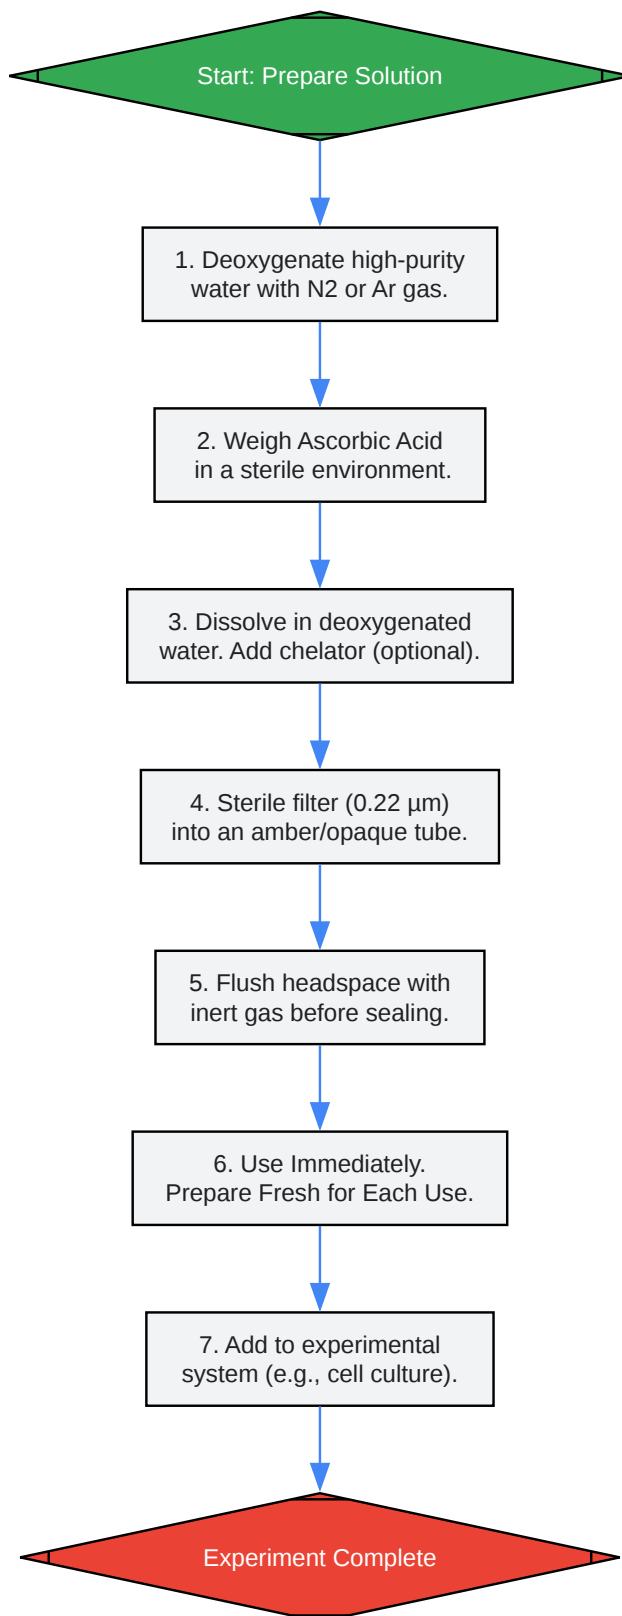 Start: Prepare Solution
1. Deoxygenate high-purity
water with N2 or Ar gas.
2. Weigh Ascorbic Acid
in a sterile environment.
3. Dissolve in deoxygenated
water. Add chelator (optional).
4. Sterile filter (0.22 µm)
into an amber/opaque tube.
5. Flush headspace with
inert gas before sealing.
6. Use Immediately.
Prepare Fresh for Each Use.
7. Add to experimental
system (e.g., cell culture).
Experiment Complete